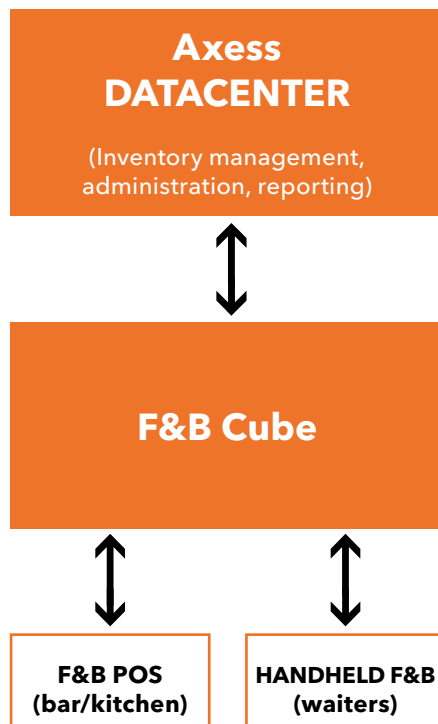 Axess
DATACENTER
(Inventory management,
administration, reporting)
F&B Cube
F&B POS
(bar/kitchen)
HANDHELD F&B
(waiters)